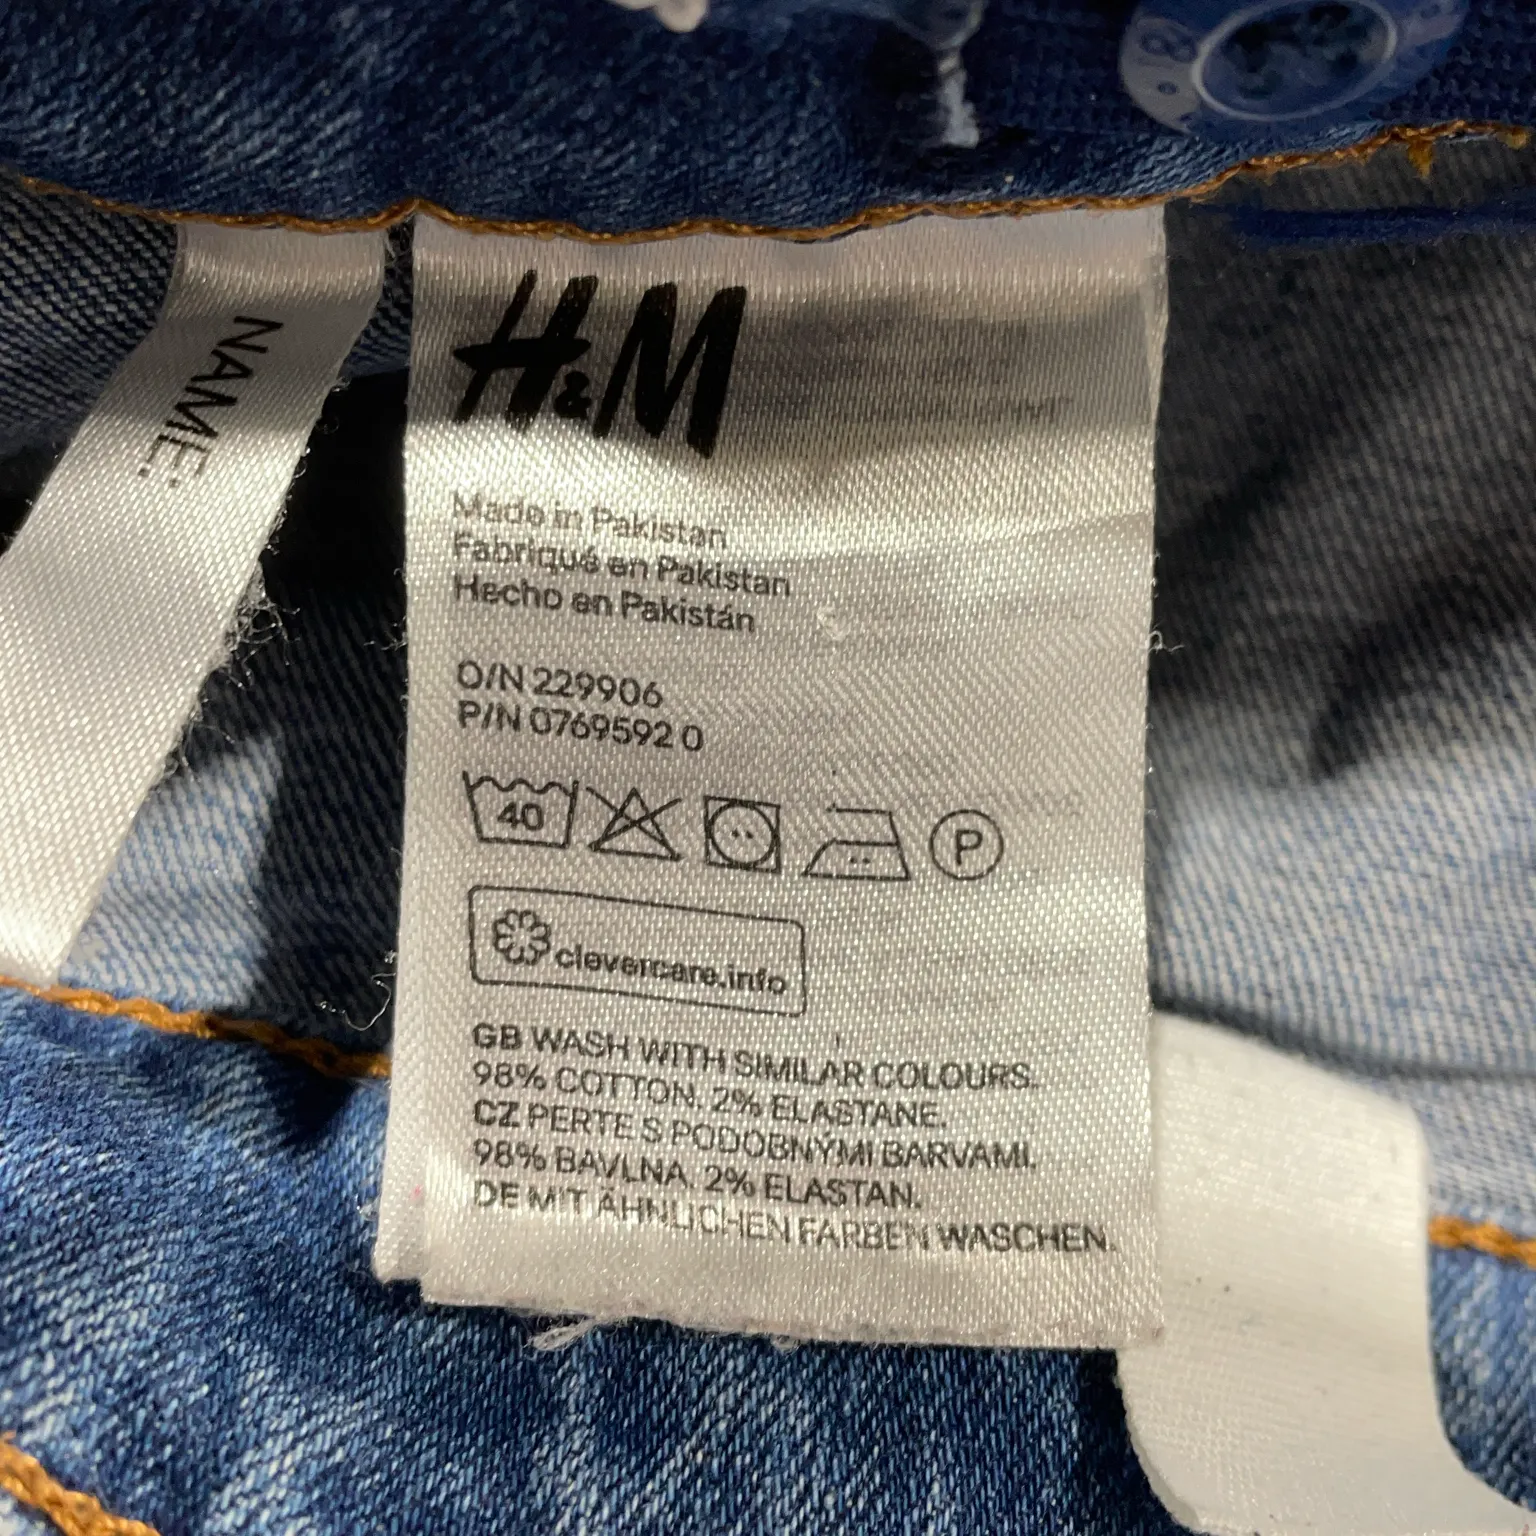 NAME:
H&M
Made in Pakistan
Fabriqué en Pakistan
Hecho en Pakistán
O/N 229906
P/N 0769592 0
40
P
clevercare.info
GB WASH WITH SIMILAR COLOURS.
98% COTTON. 2% ELASTANE.
CZ PERTE S PODOBNÝMI BARVAMI.
98% BAVLNA. 2% ELASTAN.
DE MIT ÄHNLICHEN FARBEN WASCHEN.